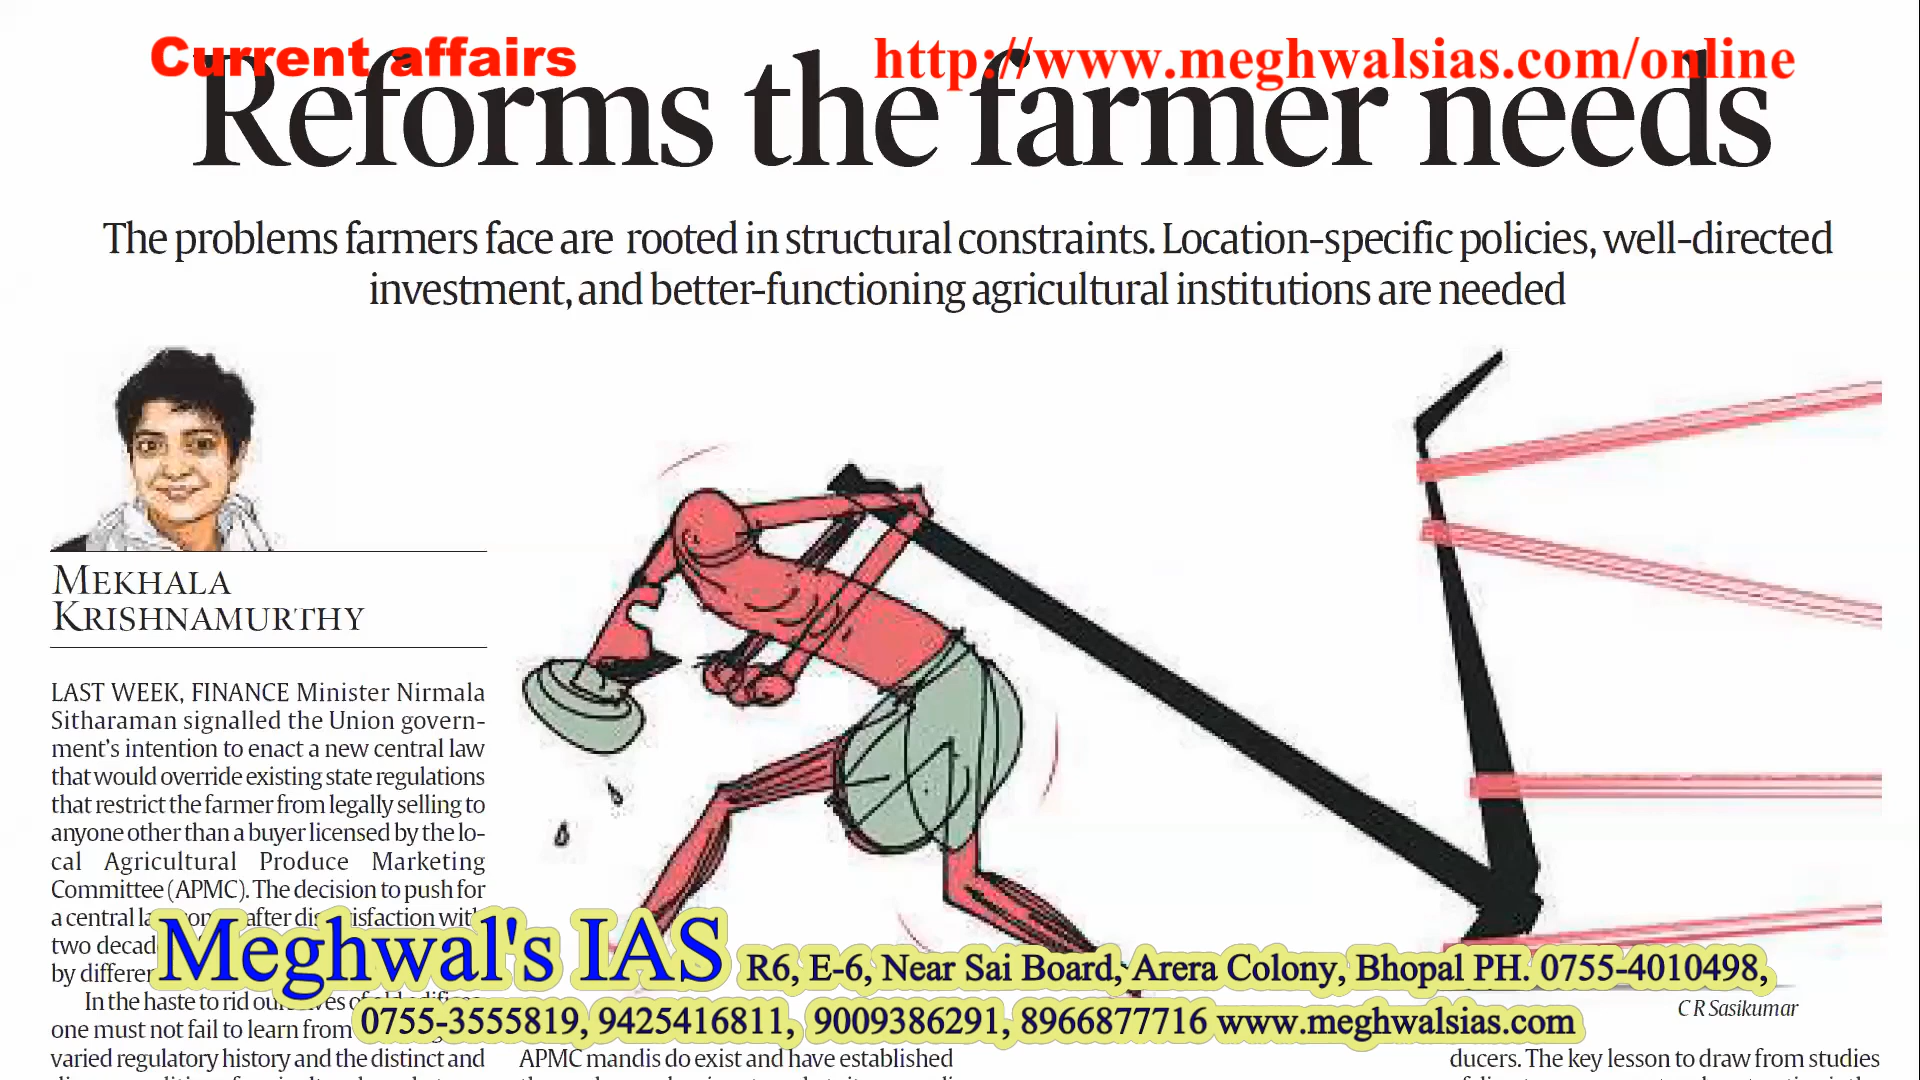 Current affairs
http://www.meghwalsias.com/online
Reforms the farmer needs
The problems farmers face are rooted in structural constraints. Location-specific policies, well-directed
investment, and better-functioning agricultural institutions are needed
MEKHALA
KRISHNAMURTHY
LAST WEEK, FINANCE Minister Nirmala
Sitharaman signalled the Union govern-
ment's intention to enact a new central law
that would override existing state regulations
that restrict the farmer from legally selling to
anyone other than a buyer licensed by the lo-
cal Agricultural Produce Marketing
Committee (APMC). The decision to push for
a central after
two
by
In the haste to rid
one must not fail to learn from
varied regulatory history and the distinct and
C R Sasikumar
APMC mandis do exist and have established
ducers. The key lesson to draw from studies
Meghwal's IAS R6, E-6, Near Sai Board, Arera Colony, Bhopal PH. 0755-4010498,
0755-3555819, 9425416811, 9009386291, 8966877716 www.meghwalsias.com